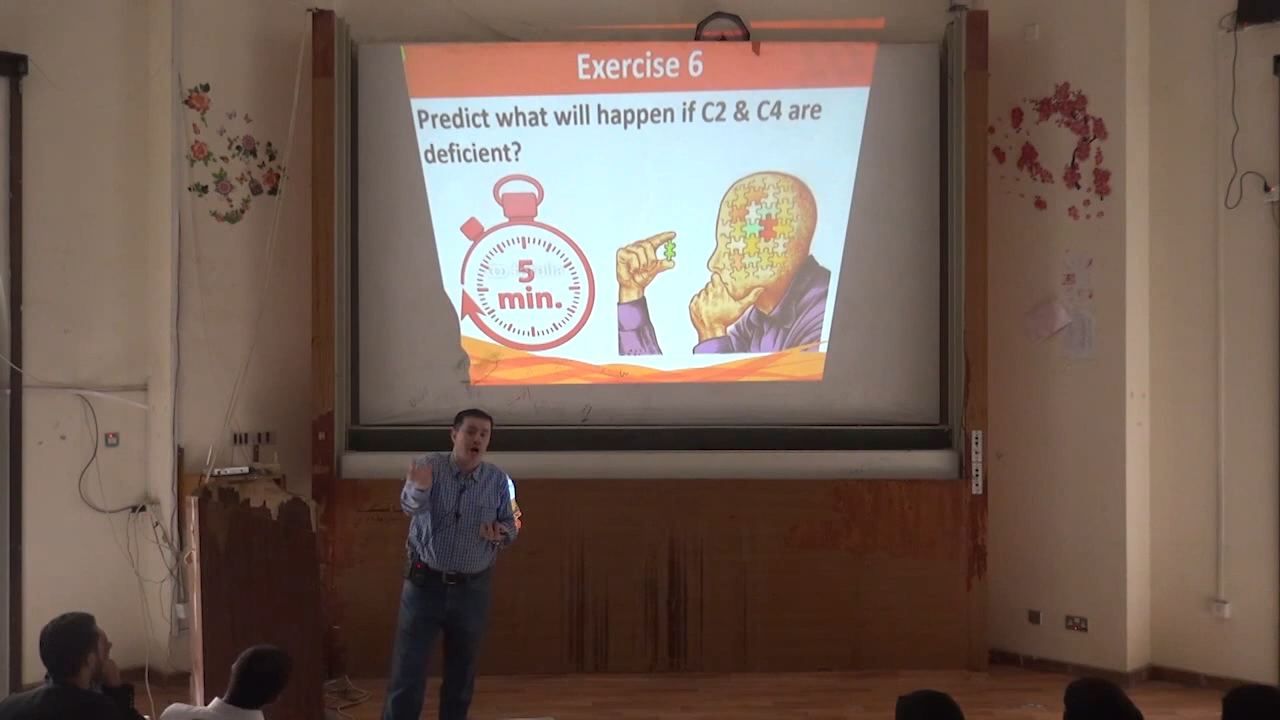 Exercise 6
Predict what will happen if C2 & C4 are
deficient?
5
min.